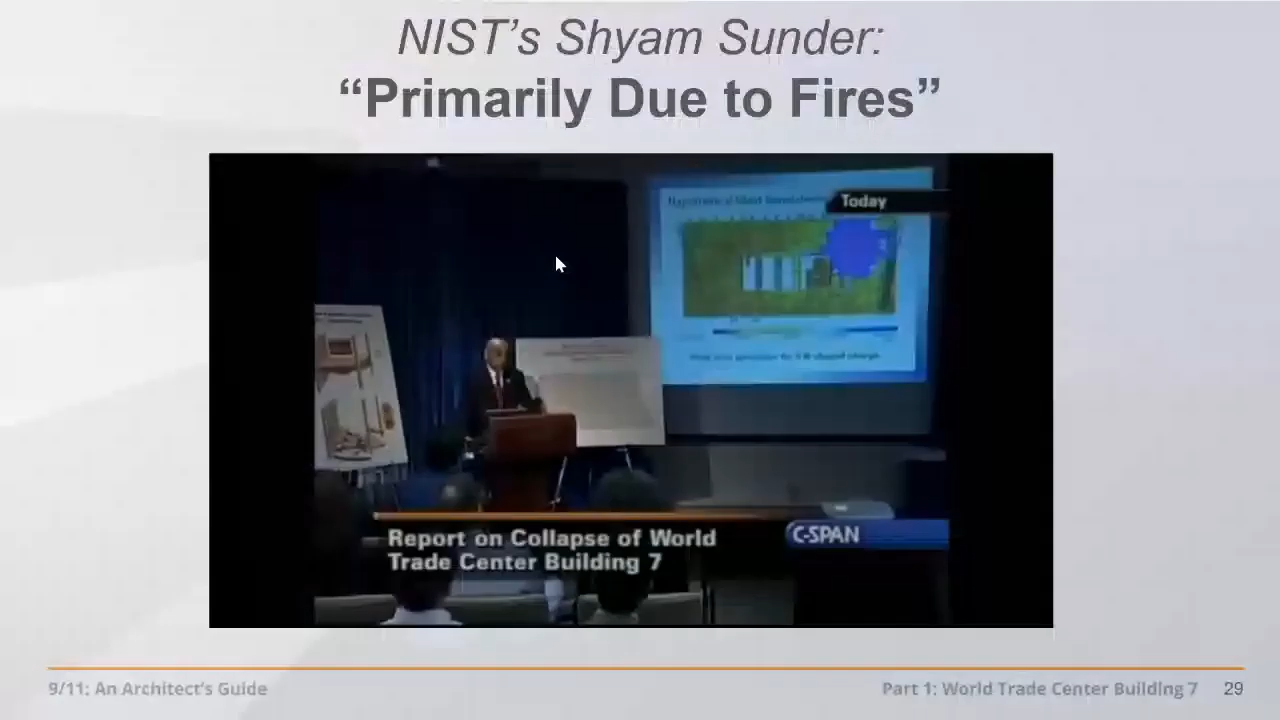 NIST’s Shyam Sunder:
“Primarily Due to Fires”
Today
Report on Collapse of World
Trade Center Building 7
C-SPAN
9/11: An Architect's Guide
Part 1: World Trade Center Building 7
29